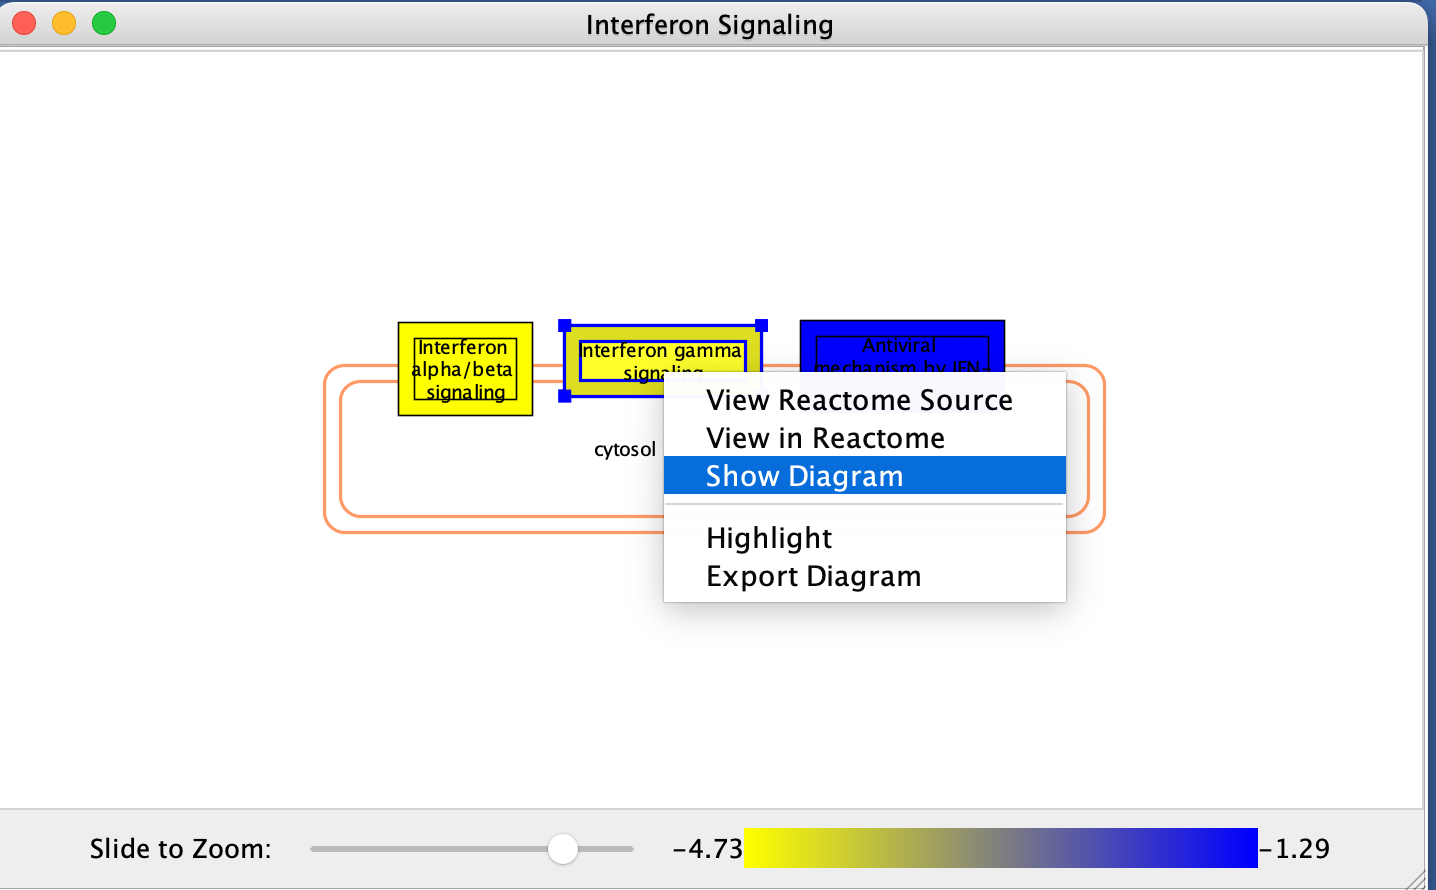 Interferon Signaling
Interferon
alpha/beta
signaling
Interferon gamma
signaling
Antiviral
mechanism by IFN-
cytosol
View Reactome Source
View in Reactome
Show Diagram
Highlight
Export Diagram
Slide to Zoom:
-4.73
-1.29